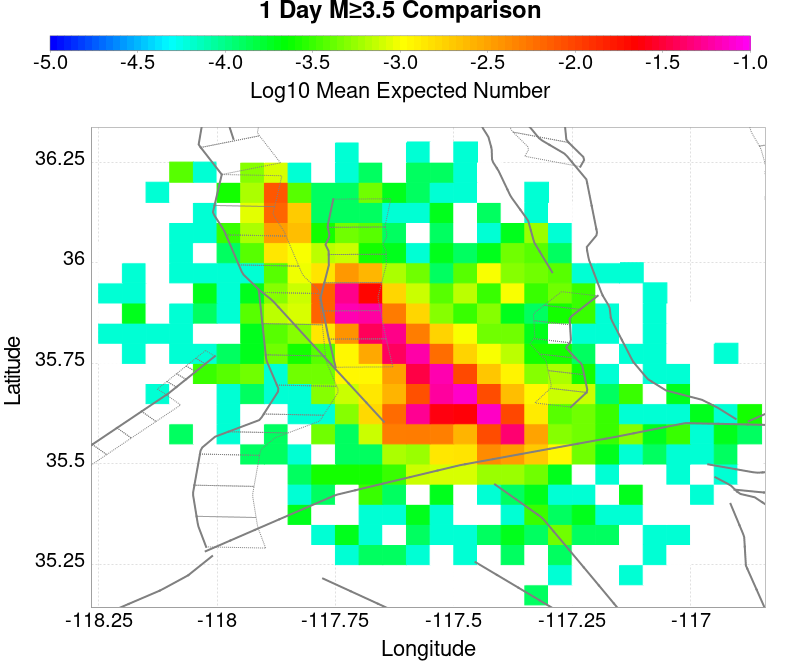 1 Day M≥3.5 Comparison
-5.0 -4.5 -4.0 -3.5 -3.0 -2.5 -2.0 -1.5 -1.0
Log10 Mean Expected Number
36.25
36
35.75
35.5
35.25
Latitude
-118.25 -118 -117.75 -117.5 -117.25 -117
Longitude